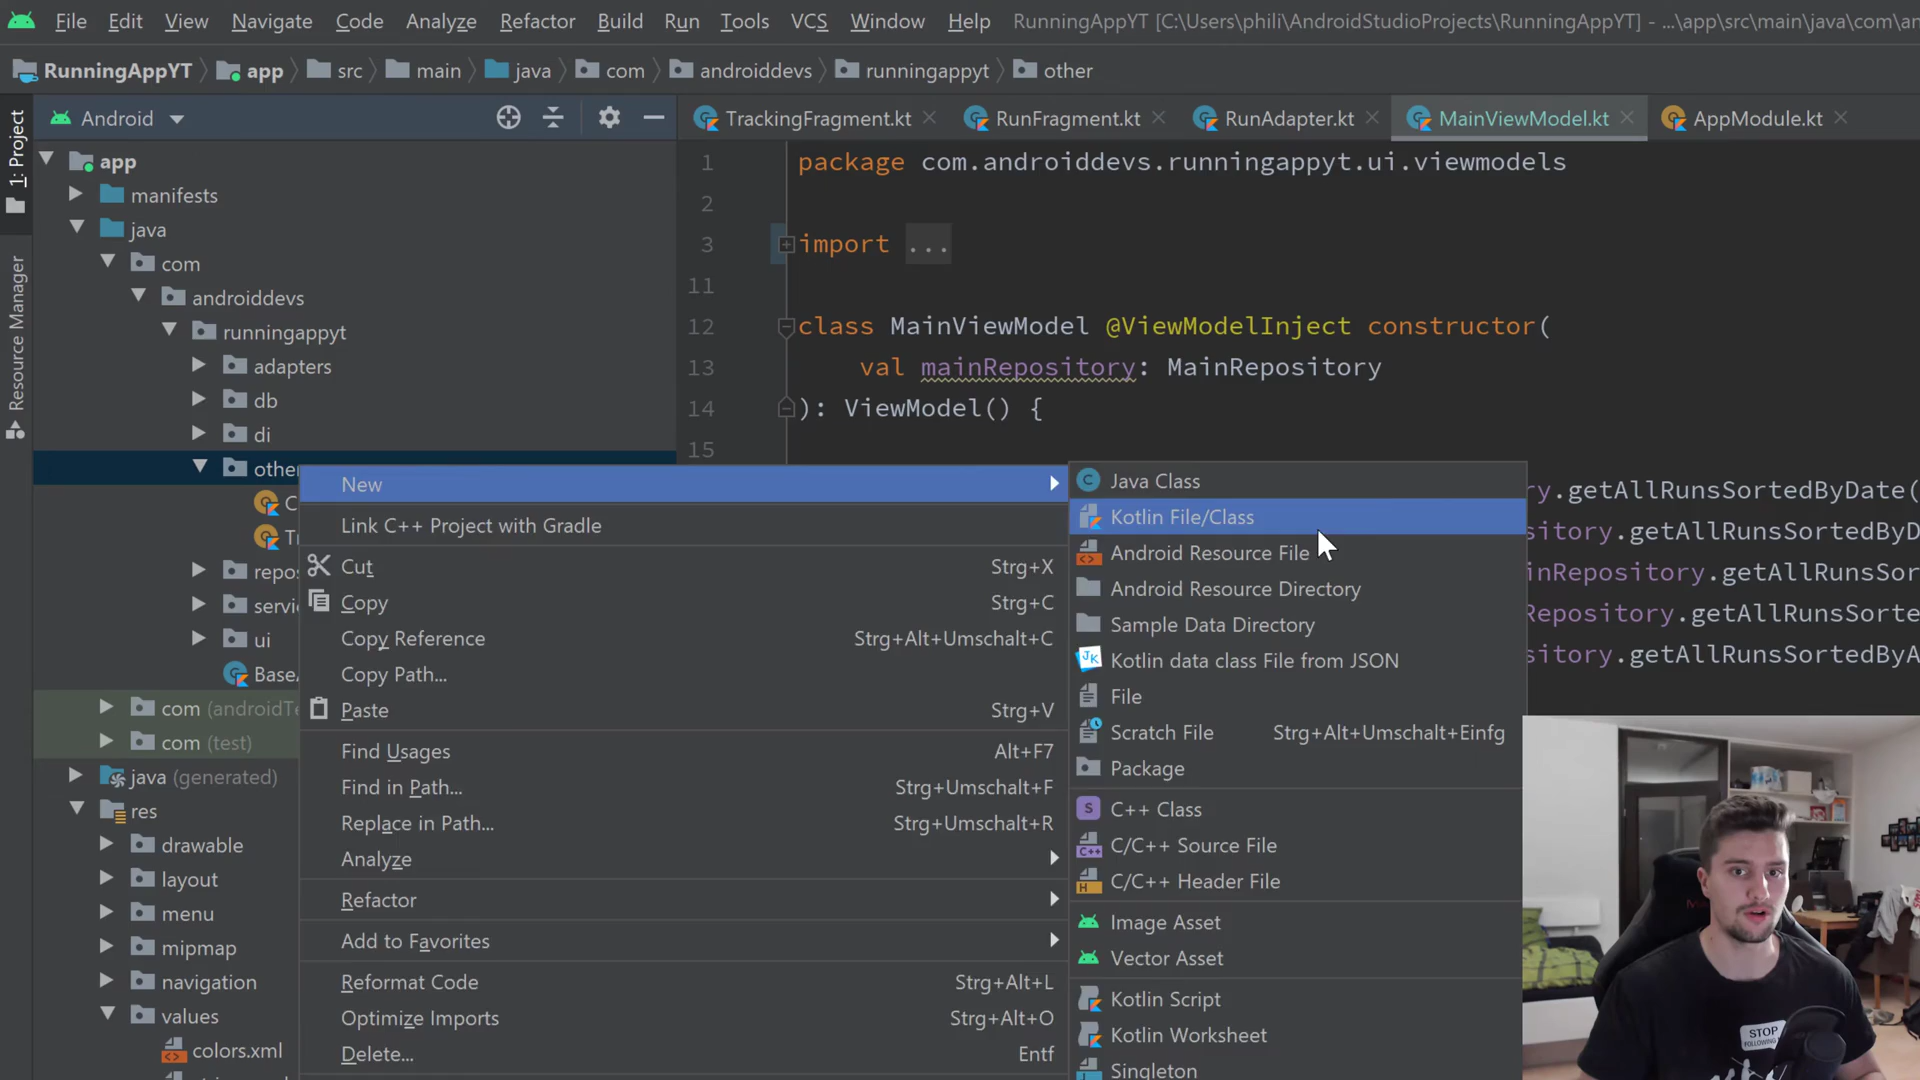 File Edit View Navigate Code Analyze Refactor Build Run Tools VCS Window Help RunningAppYT [C:\Users\phili\AndroidStudioProjects\RunningAppYT] - ...\app\src\main\java\com\an
RunningAppYT app src main java com androiddevs runningappyt other
Android
TrackingFragment.kt RunFragment.kt RunAdapter.kt MainViewModel.kt AppModule.kt
1: Project
Resource Manager
app
manifests
java
com
androiddevs
runningappyt
adapters
db
di
other
C
Tr
repos
servi
ui
BaseA
com (androidTe
com (test)
java (generated)
res
drawable
layout
menu
mipmap
navigation
values
colors.xml
1 package com.androiddevs.runningappyt.ui.viewmodels
2
3 import ...
11
12 class MainViewModel @ViewModelInject constructor(
13 val mainRepository: MainRepository
14 ): ViewModel() {
15
ry.getAllRunsSortedByDate(
pository.getAllRunsSortedByD
inRepository.getAllRunsSor
Repository.getAllRunsSorte
sitory.getAllRunsSortedByA
New
Link C++ Project with Gradle
Cut Strg+X
Copy Strg+C
Copy Reference Strg+Alt+Umschalt+C
Copy Path...
Paste Strg+V
Find Usages Alt+F7
Find in Path... Strg+Umschalt+F
Replace in Path... Strg+Umschalt+R
Analyze
Refactor
Add to Favorites
Reformat Code Strg+Alt+L
Optimize Imports Strg+Alt+O
Delete... Entf
Java Class
Kotlin File/Class
Android Resource File
Android Resource Directory
Sample Data Directory
Kotlin data class File from JSON
File
Scratch File Strg+Alt+Umschalt+Einfg
Package
C++ Class
C/C++ Source File
C/C++ Header File
Image Asset
Vector Asset
Kotlin Script
Kotlin Worksheet
Singleton
STOP
FOLLOWING